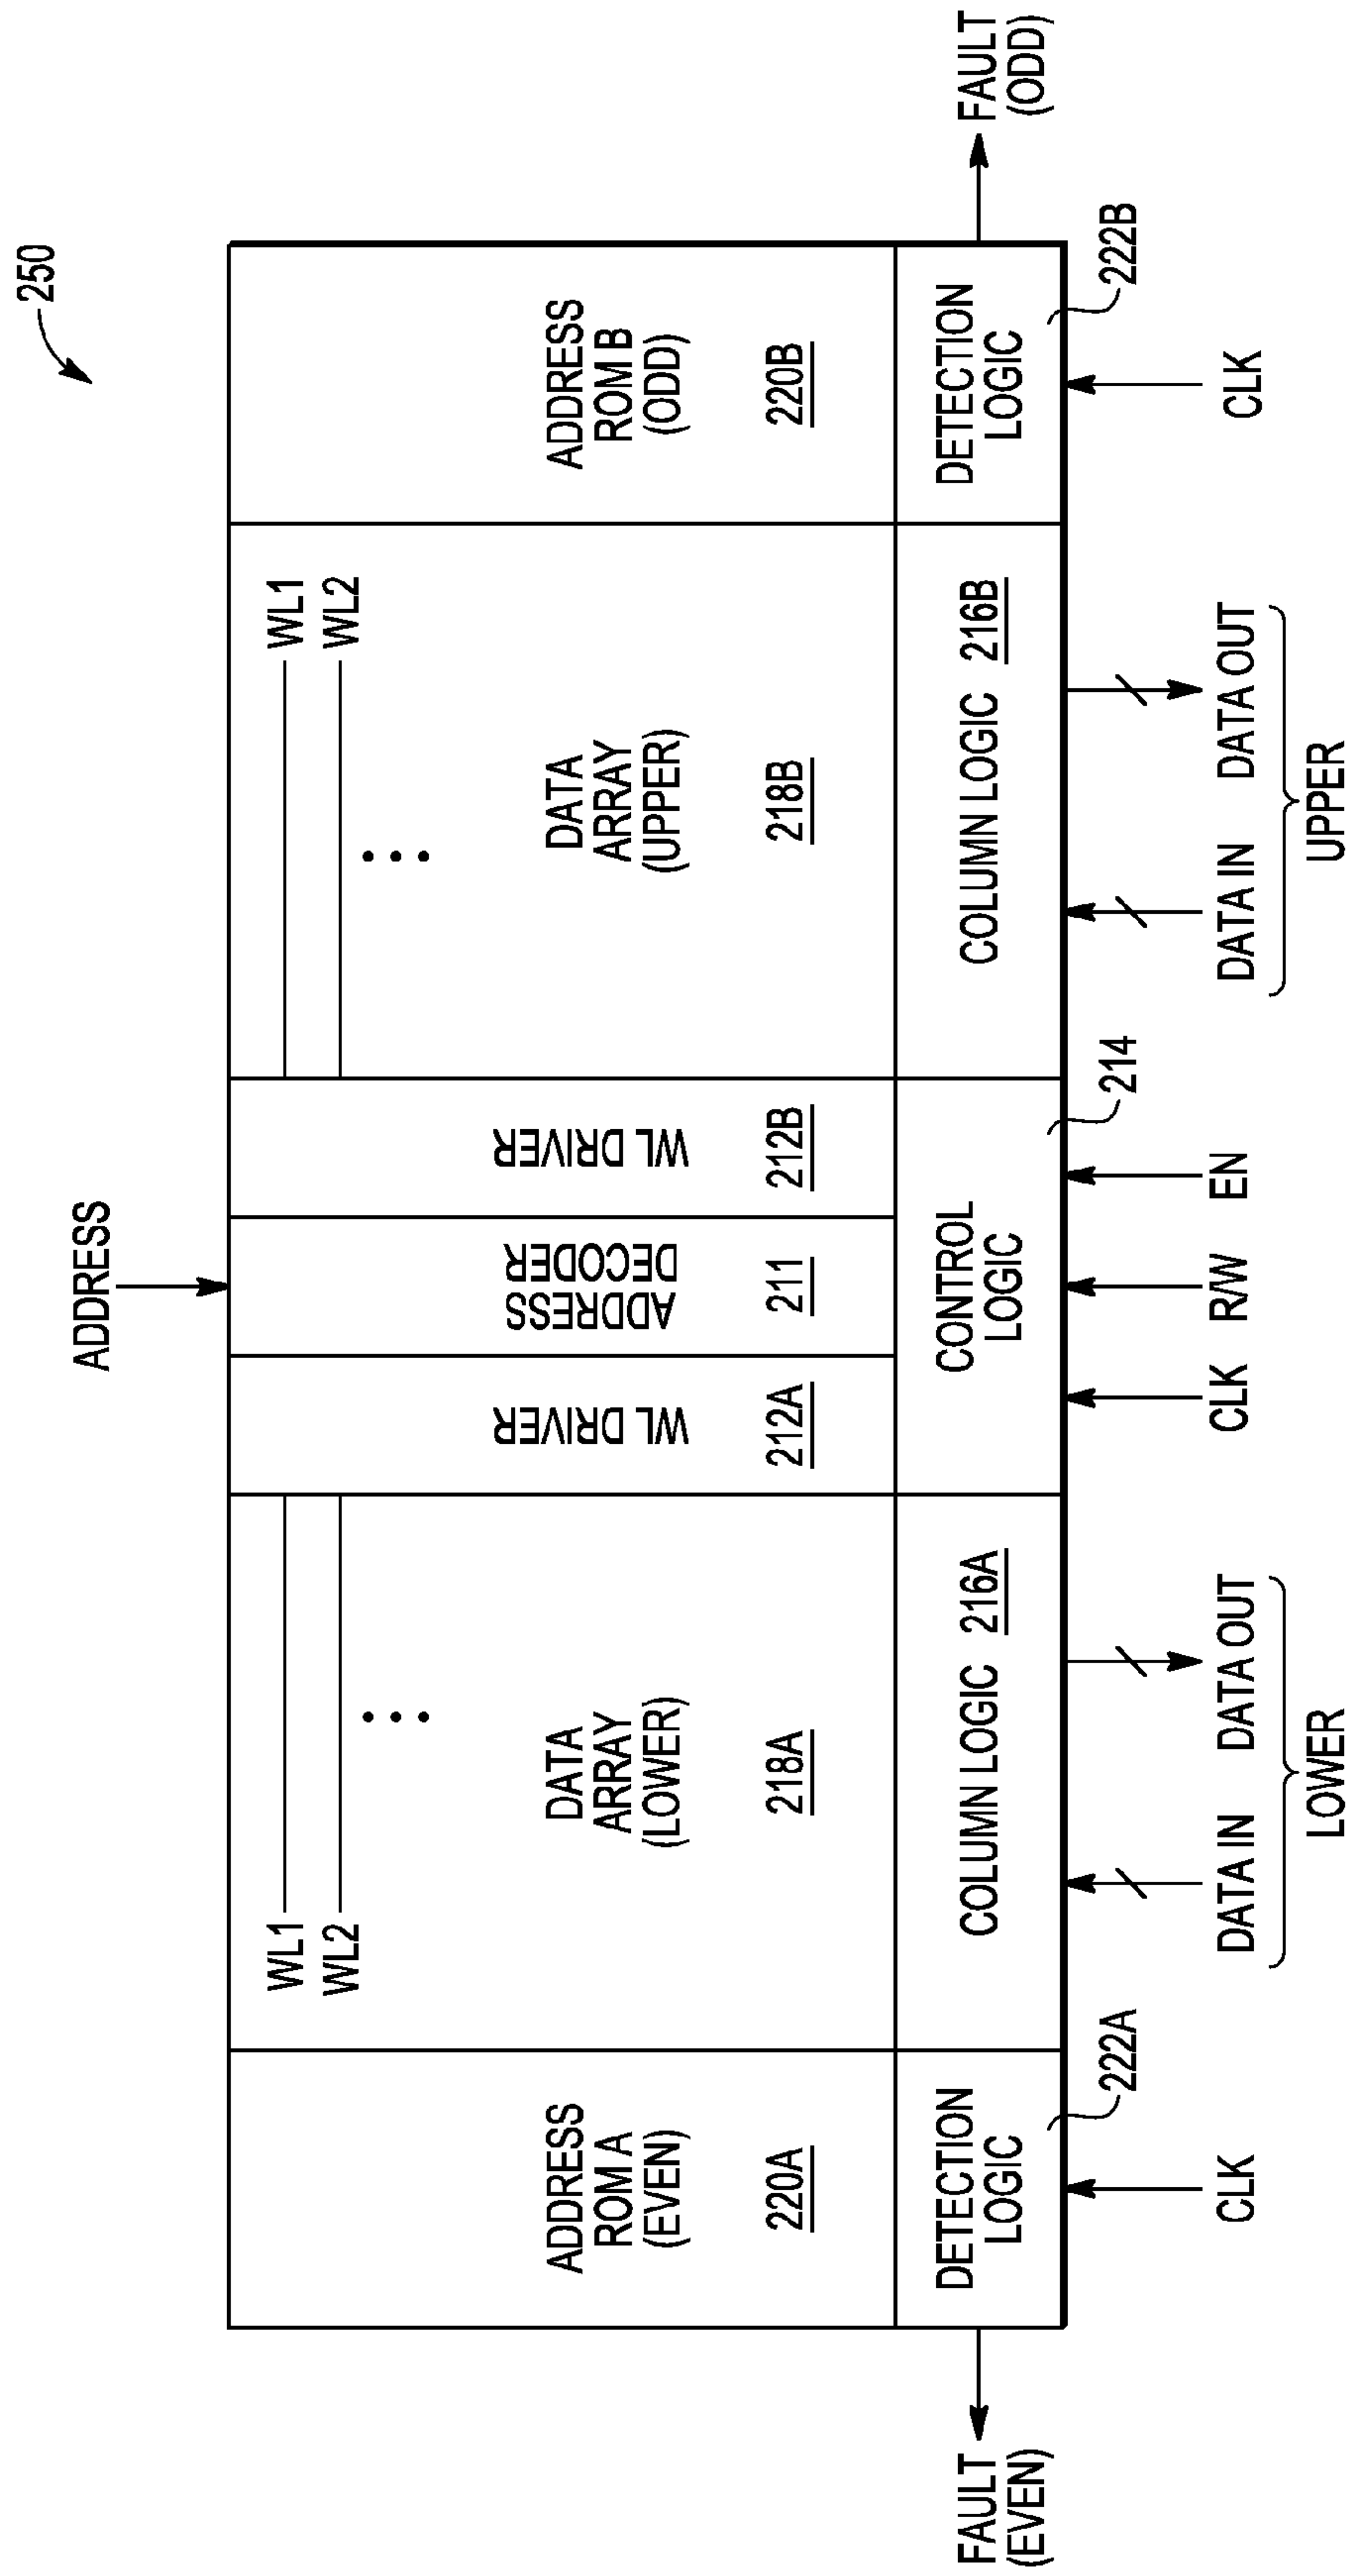 250
ADDRESS
ADDRESS
ROM A
(EVEN)
220A
WL1
WL2
DATA
ARRAY
(LOWER)
218A
WL DRIVER
212A
ADDRESS
DECODER
211
WL DRIVER
212B
WL1
WL2
DATA
ARRAY
(UPPER)
218B
ADDRESS
ROM B
(ODD)
220B
FAULT
(EVEN)
DETECTION
LOGIC
222A
COLUMN LOGIC 216A
CONTROL
LOGIC
214
COLUMN LOGIC 216B
DETECTION
LOGIC
222B
FAULT
(ODD)
CLK
DATA IN
DATA OUT
LOWER
CLK
R/W
EN
DATA IN
DATA OUT
UPPER
CLK